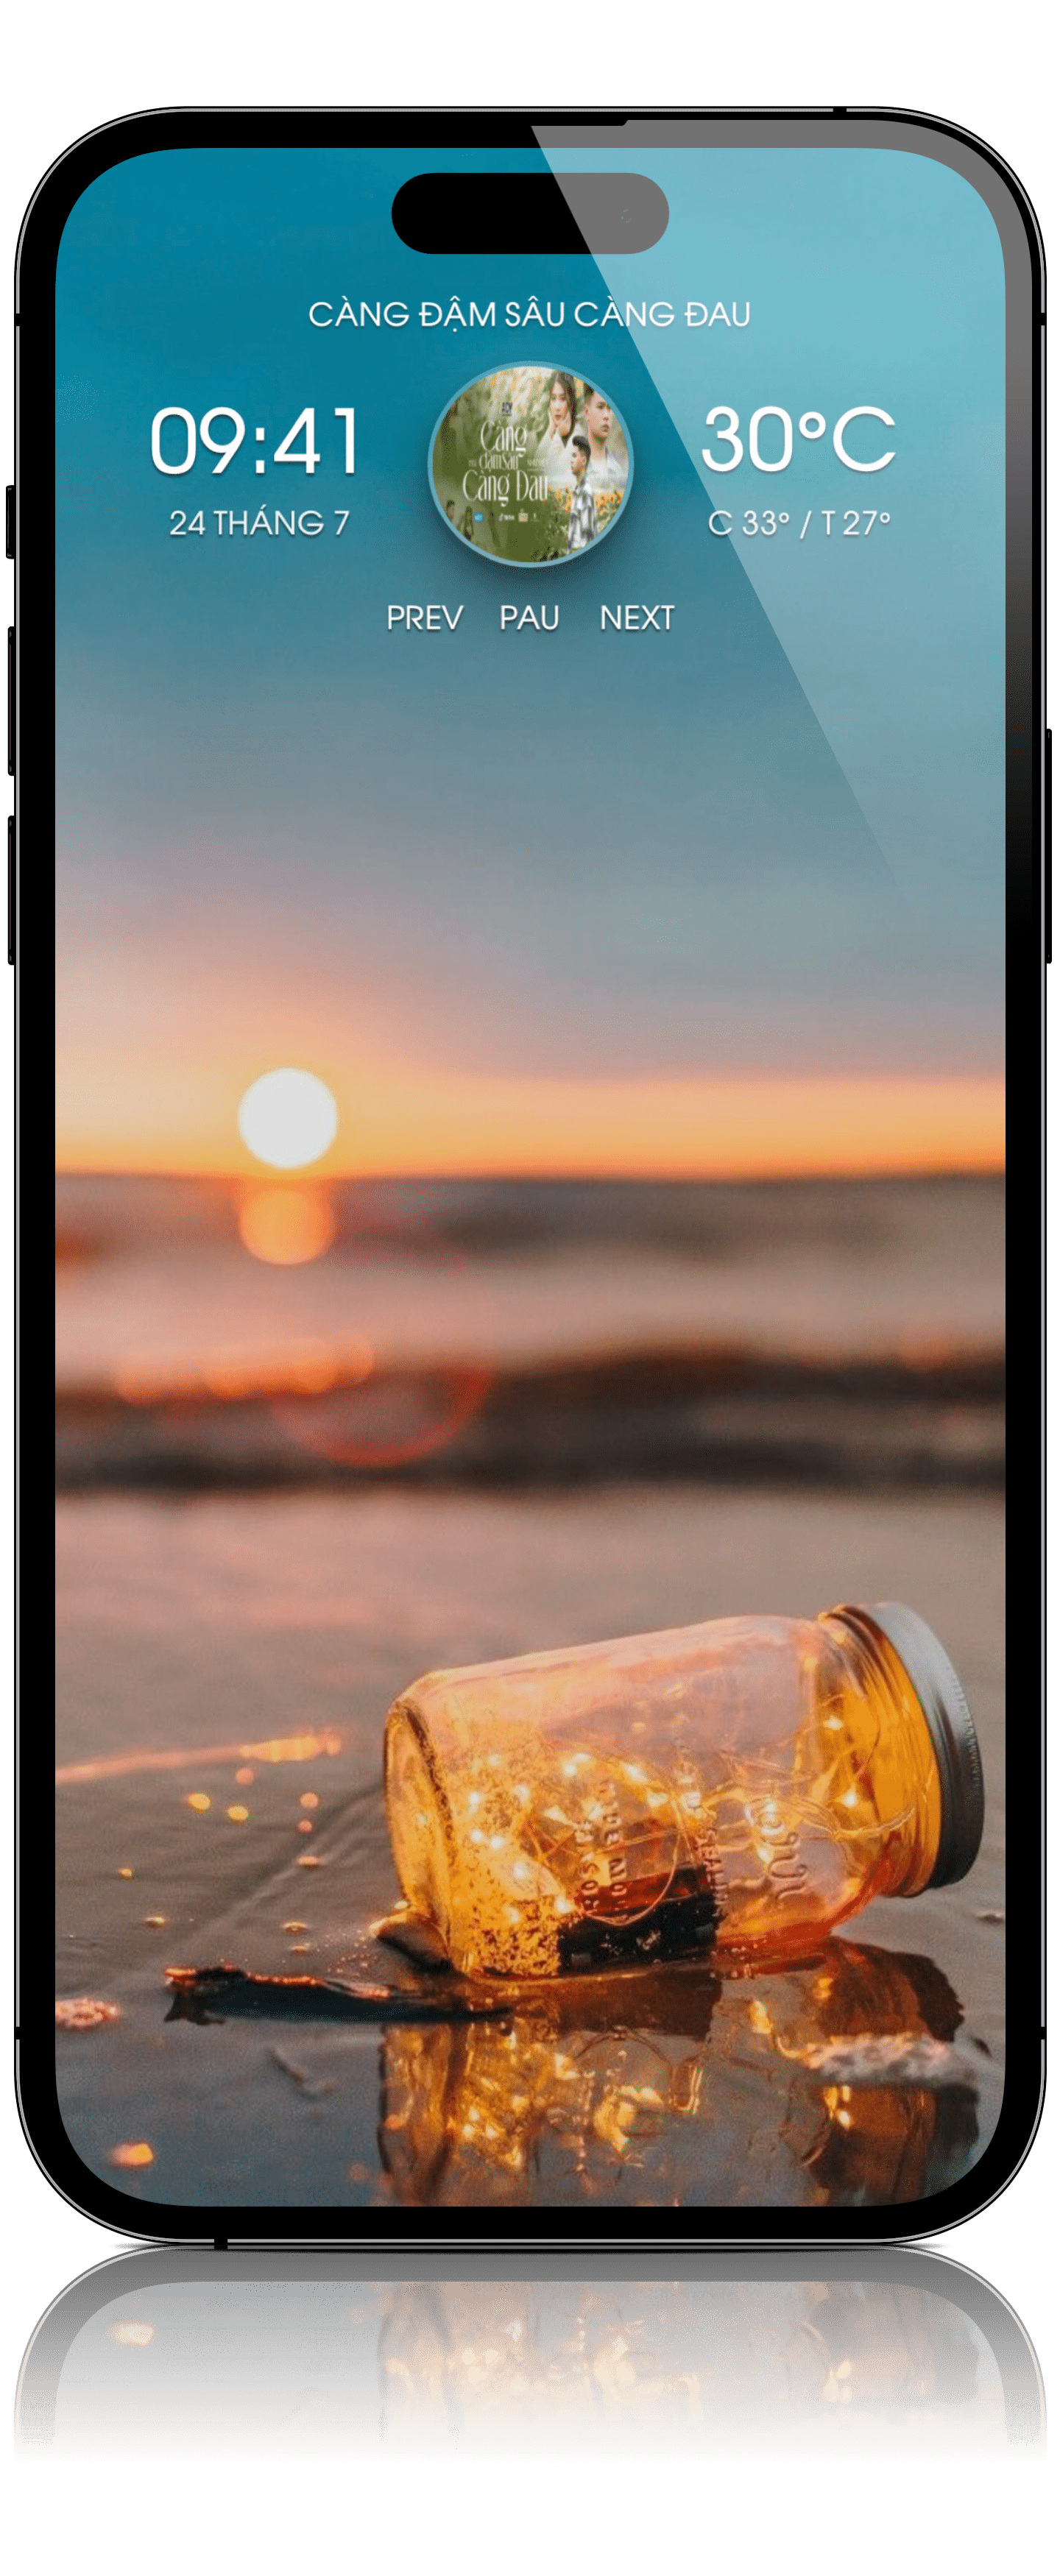 CÀNG ĐẬM SÂU CÀNG ĐAU
09:41
24 THÁNG 7
Càng
đậm sâu
Càng Đau
30°C
C 33° / T 27°
PREV PAU NEXT